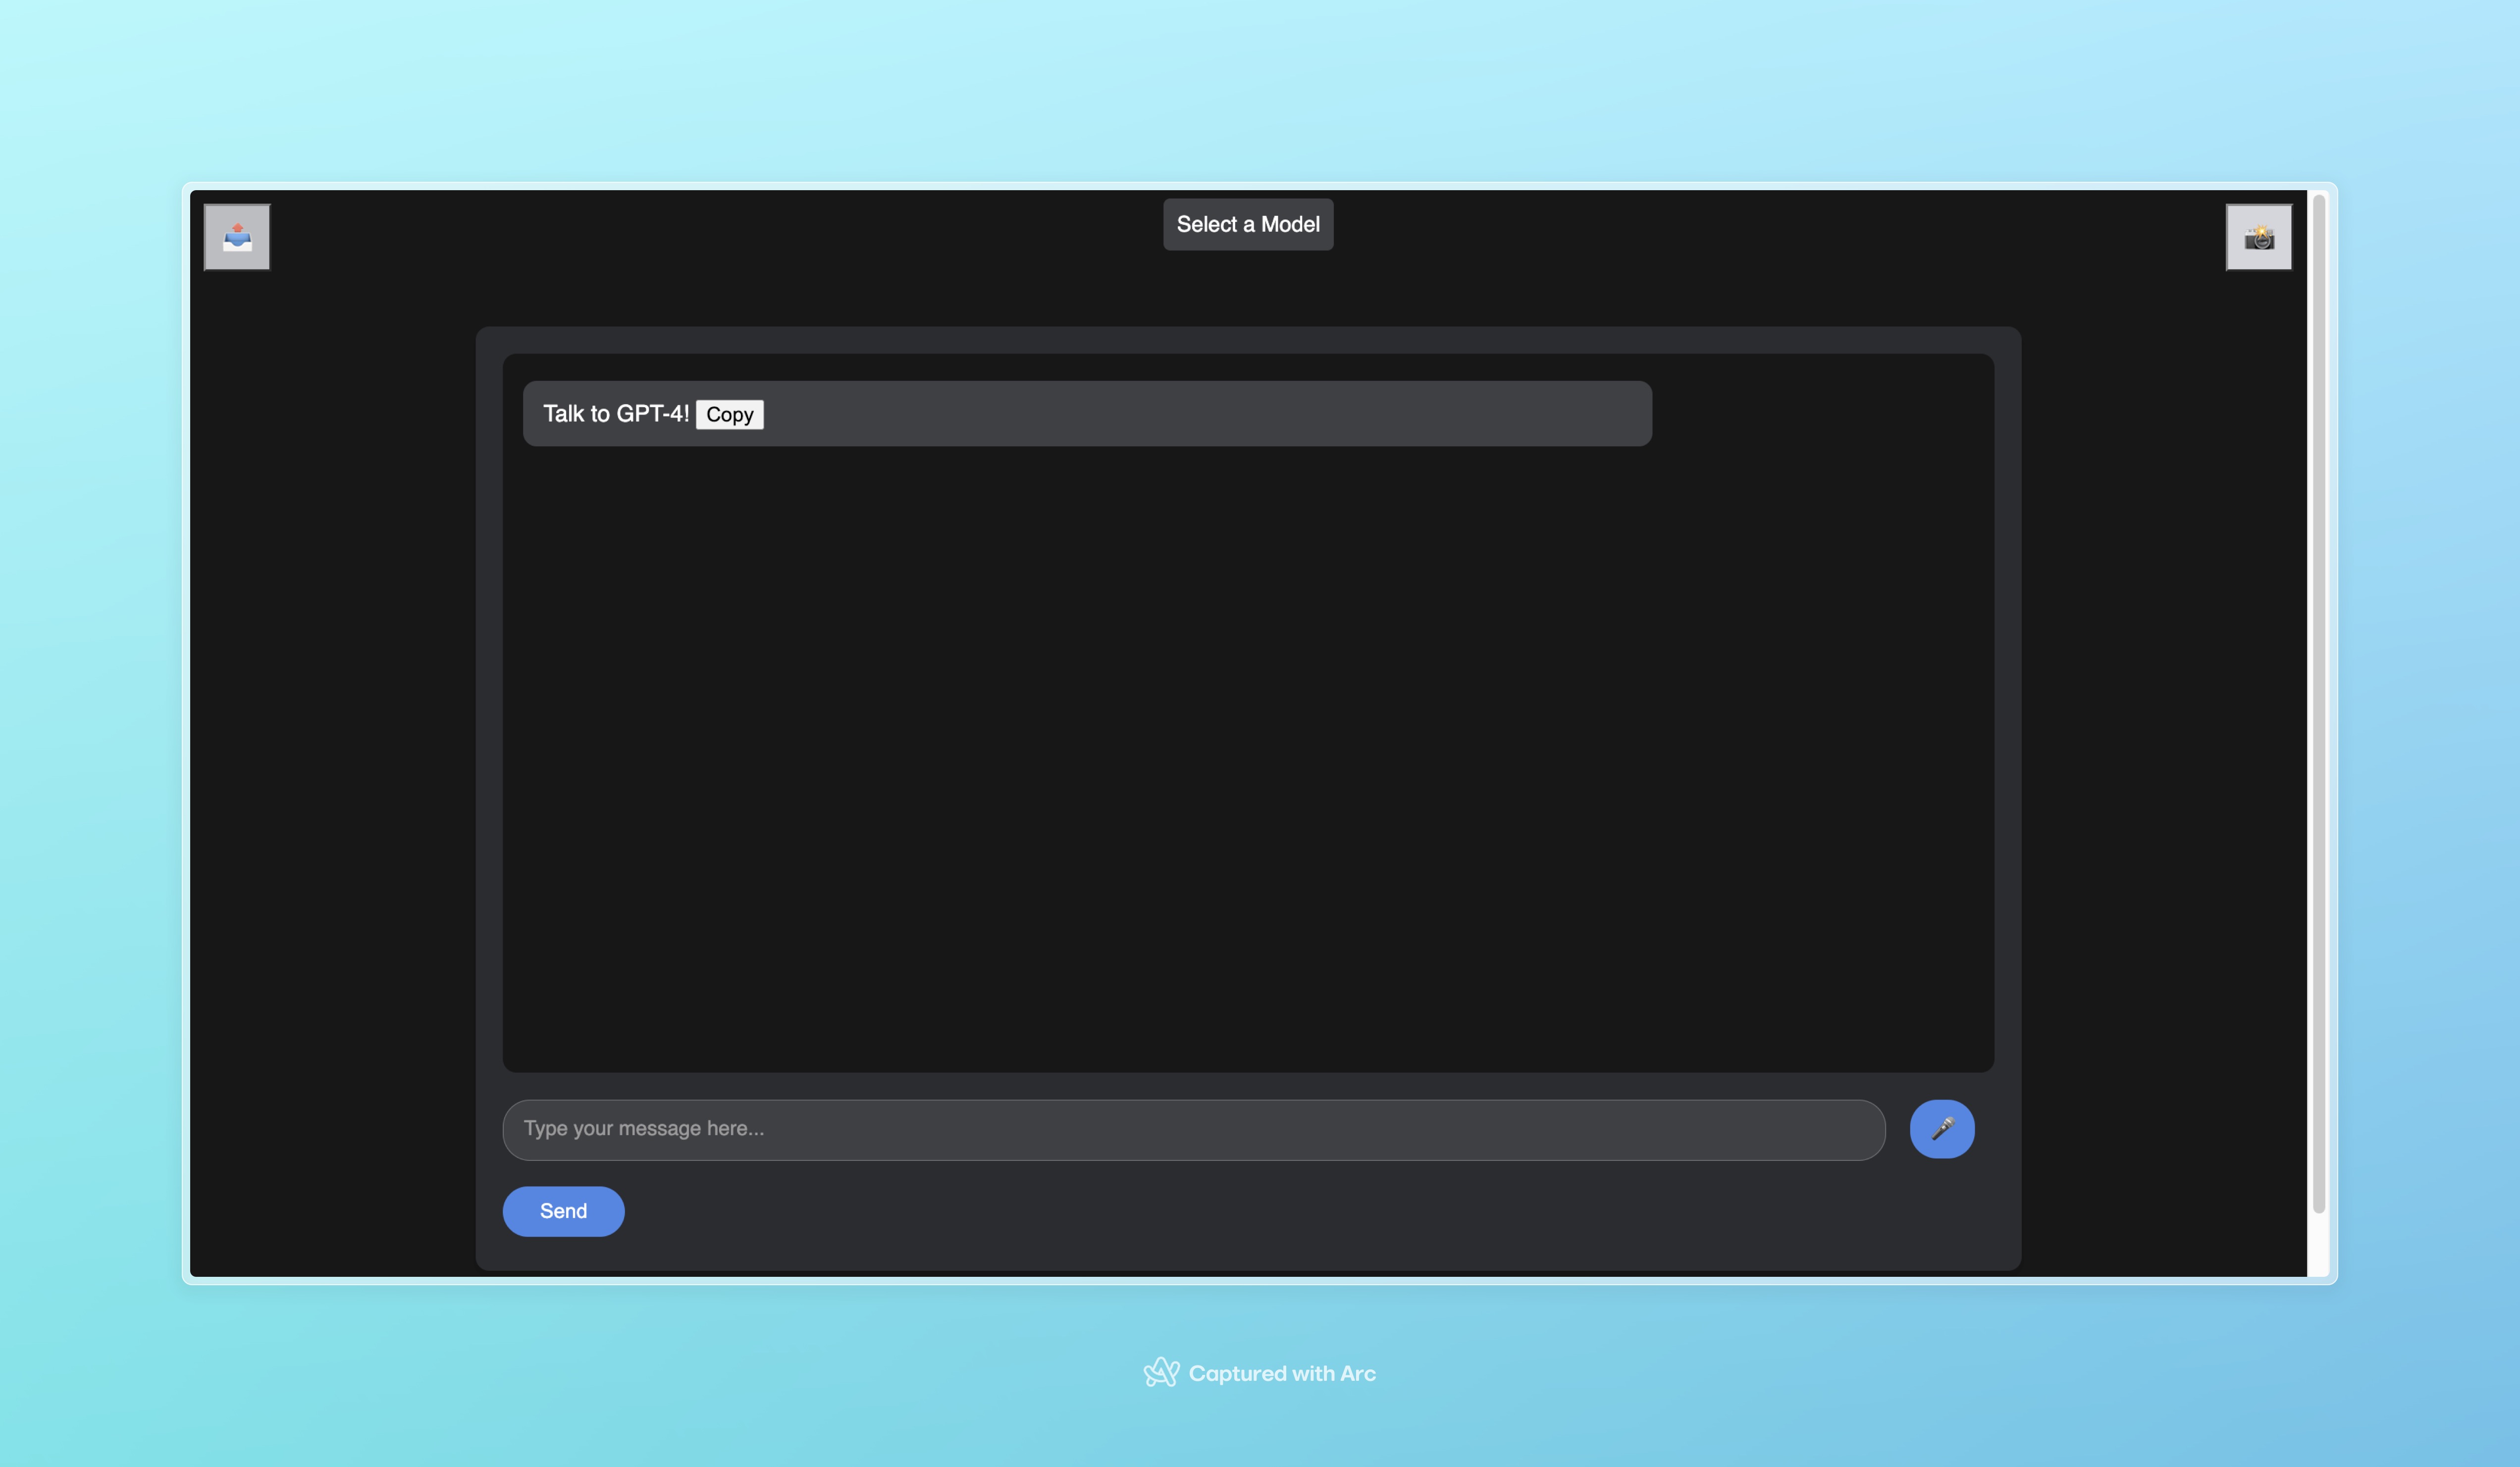 Select a Model
Talk to GPT-4! Copy
Type your message here...
Send
Captured with Arc